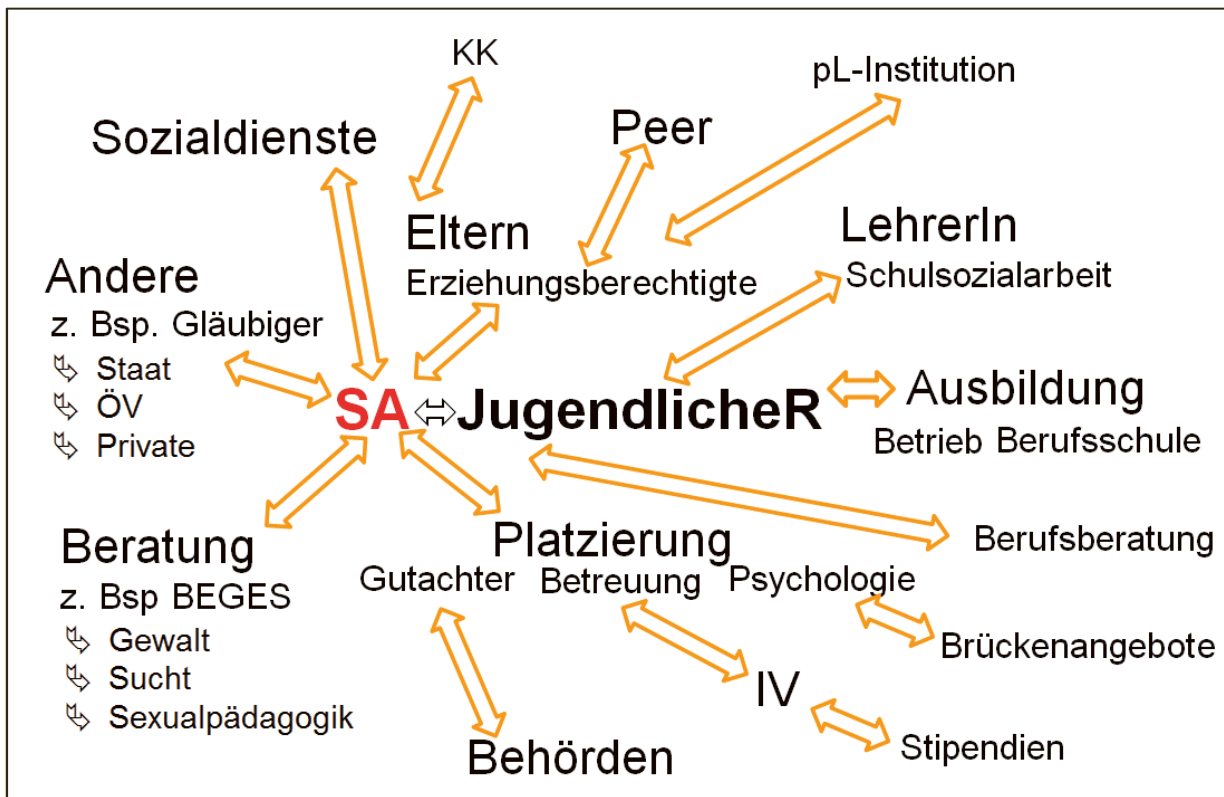 KK
pL-Institution
Sozialdienste
Peer
Eltern
Erziehungsberechtigte
LehrerIn
Schulsozialarbeit
Andere
z. Bsp. Gläubiger
Staat
ÖV
Private
SA JugendlicheR
Ausbildung
Betrieb Berufsschule
Beratung
z. Bsp BEGES
Gewalt
Sucht
Sexualpädagogik
Platzierung
Gutachter Betreuung Psychologie
Berufsberatung
Brückenangebote
IV
Stipendien
Behörden